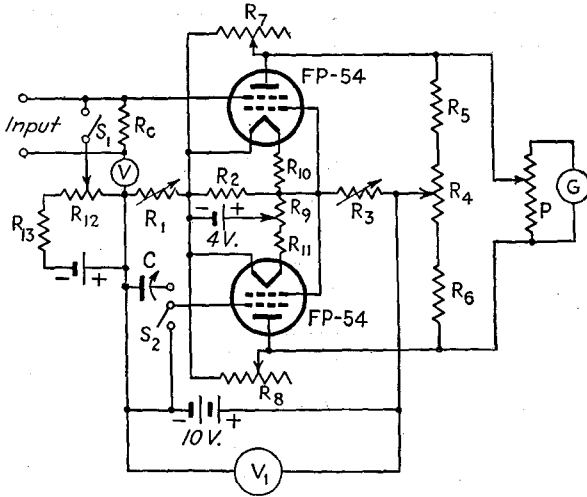 R7
FP-54
Input
S1
Rc
R5
V
R12
R1
R2
R10
R3
R4
P
G
R13
- +
- +
4V.
R9
R11
C
S2
FP-54
R6
R8
- +
10V.
V1